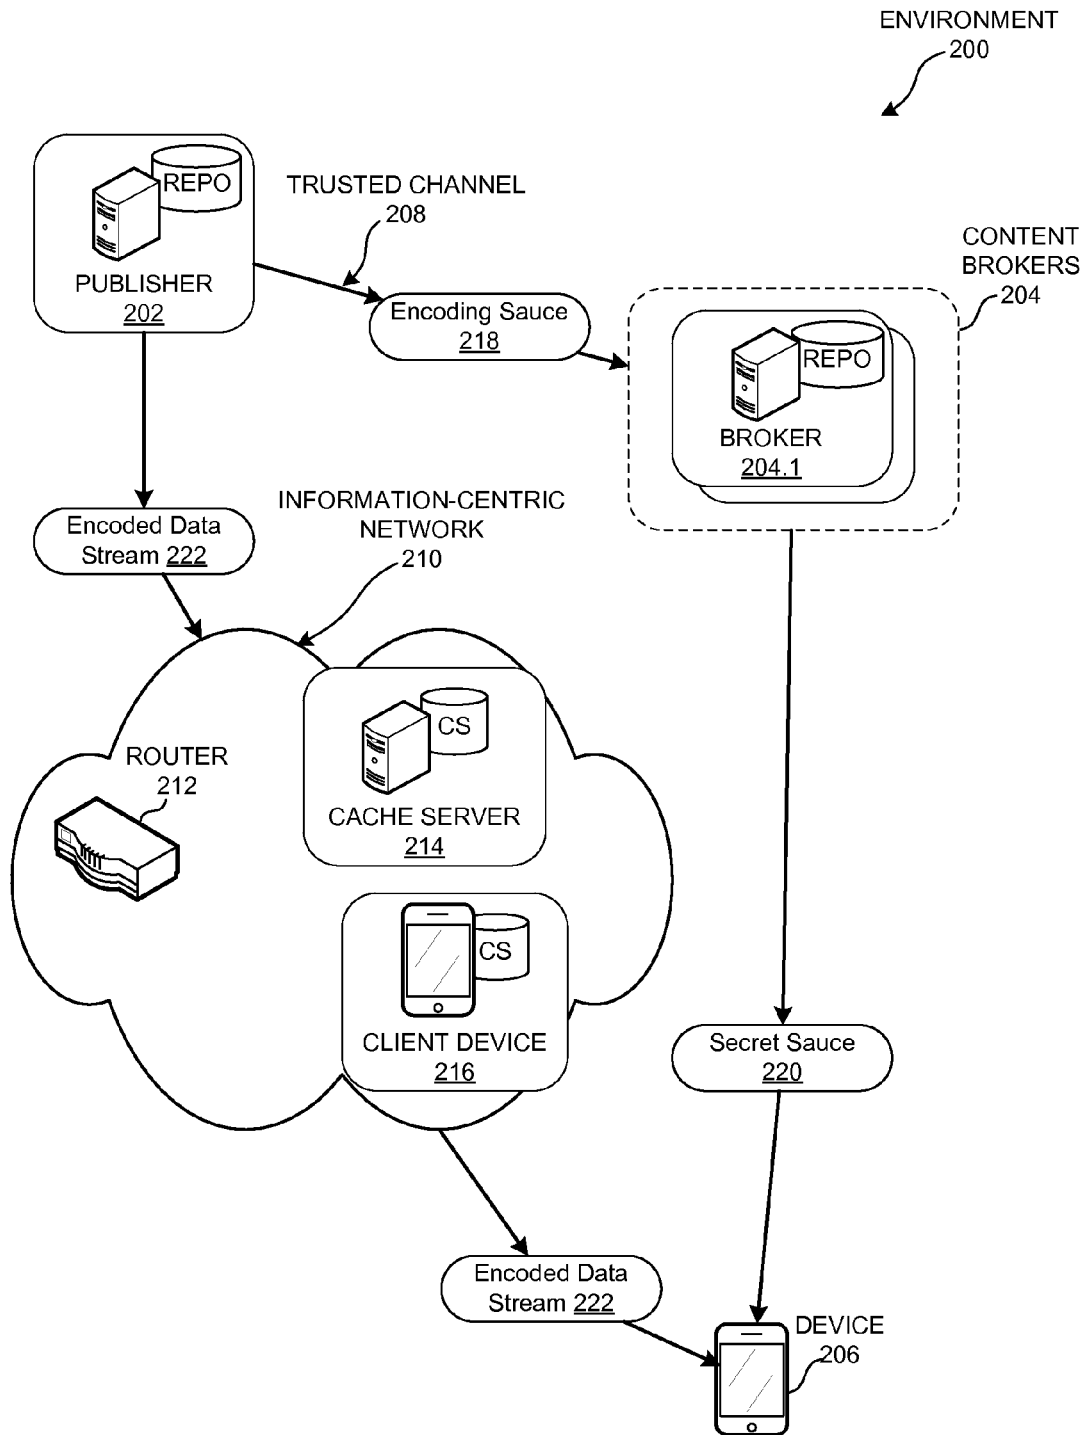 ENVIRONMENT
200
REPO
PUBLISHER
202
TRUSTED CHANNEL
208
Encoding Sauce
218
CONTENT
BROKERS
204
REPO
BROKER
204.1
Encoded Data
Stream 222
INFORMATION-CENTRIC
NETWORK
210
ROUTER
212
CS
CACHE SERVER
214
CS
CLIENT DEVICE
216
Secret Sauce
220
Encoded Data
Stream 222
DEVICE
206